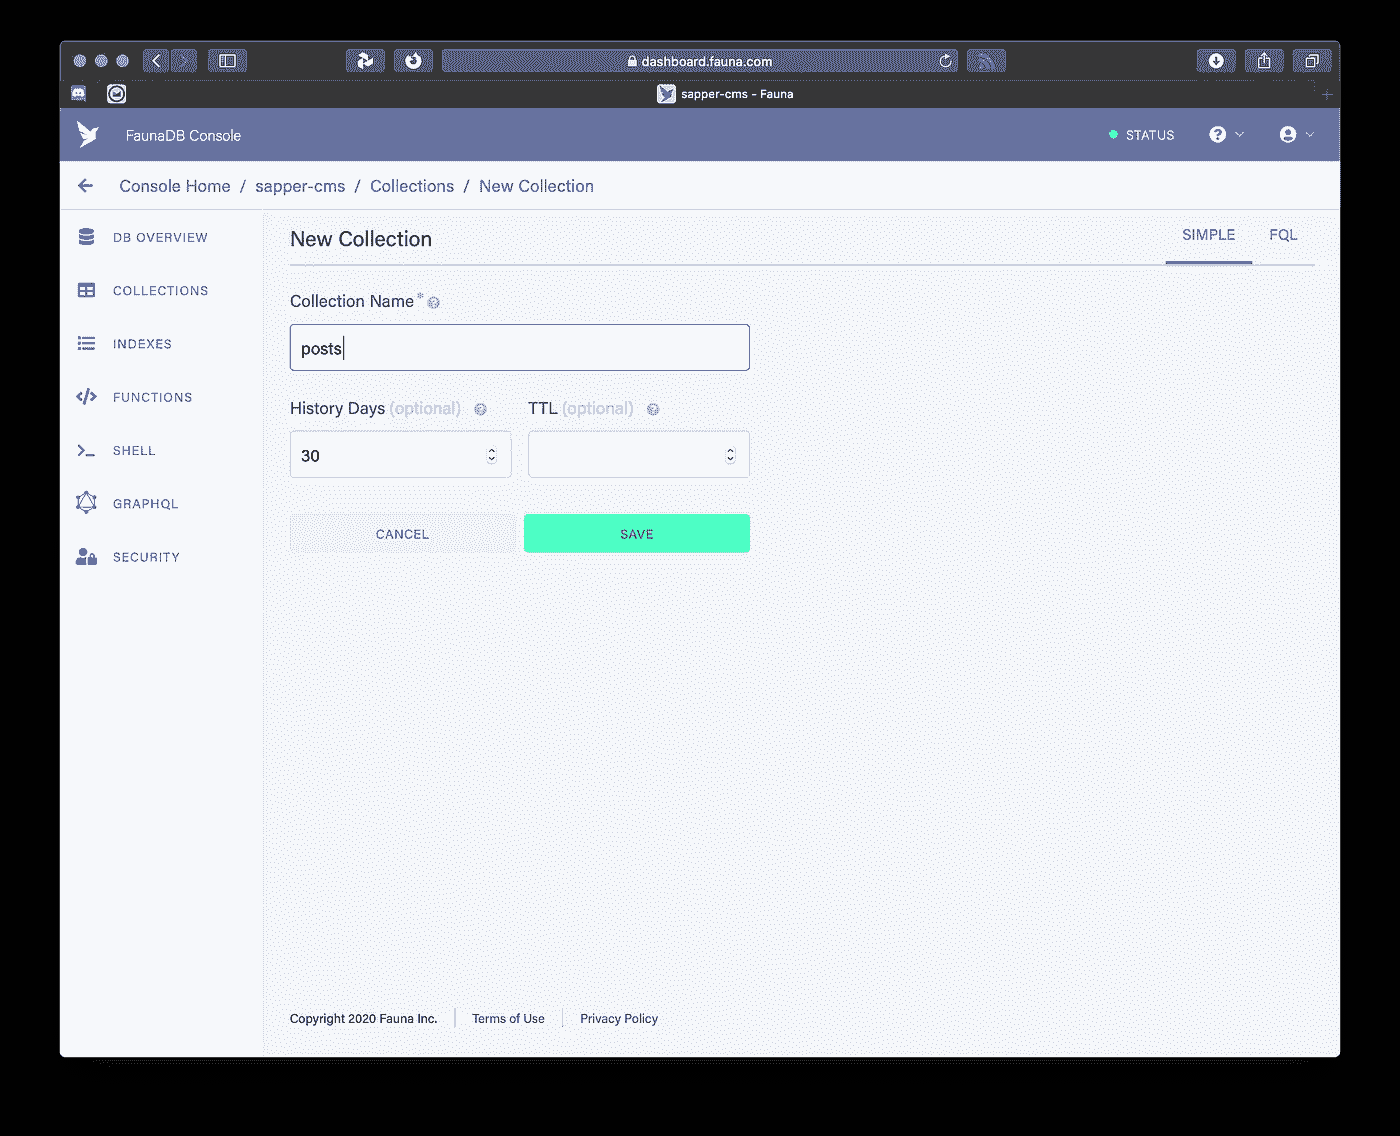 dashboard.fauna.com
sapper-cms – Fauna
FaunaDB Console
STATUS
Console Home / sapper-cms / Collections / New Collection
DB OVERVIEW
COLLECTIONS
INDEXES
FUNCTIONS
SHELL
GRAPHQL
SECURITY
New Collection
SIMPLE FQL
Collection Name *
posts
History Days (optional) TTL (optional)
30
CANCEL SAVE
Copyright 2020 Fauna Inc. Terms of Use Privacy Policy